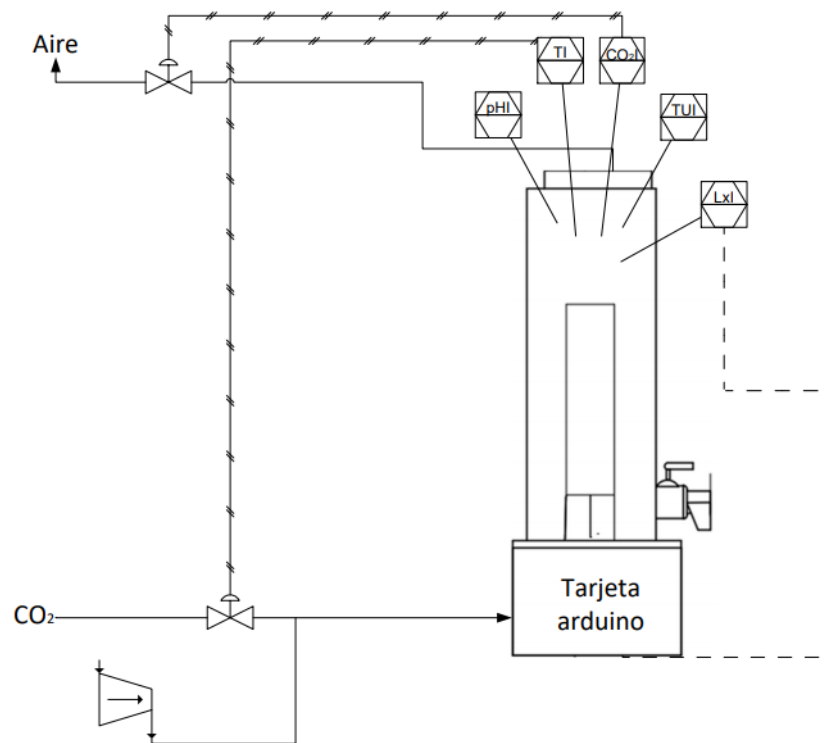 Aire
TI
CO₂I
pHI
TUI
LxI
CO₂
Tarjeta
arduino